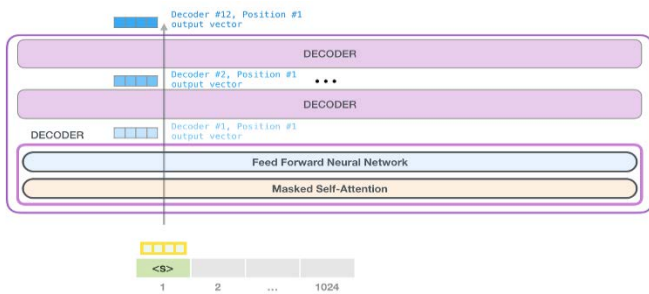 Decoder #12, Position #1
output vector
DECODER
Decoder #2, Position #1
output vector
...
DECODER
DECODER
Decoder #1, Position #1
output vector
Feed Forward Neural Network
Masked Self-Attention
<S>
1 2 ... 1024